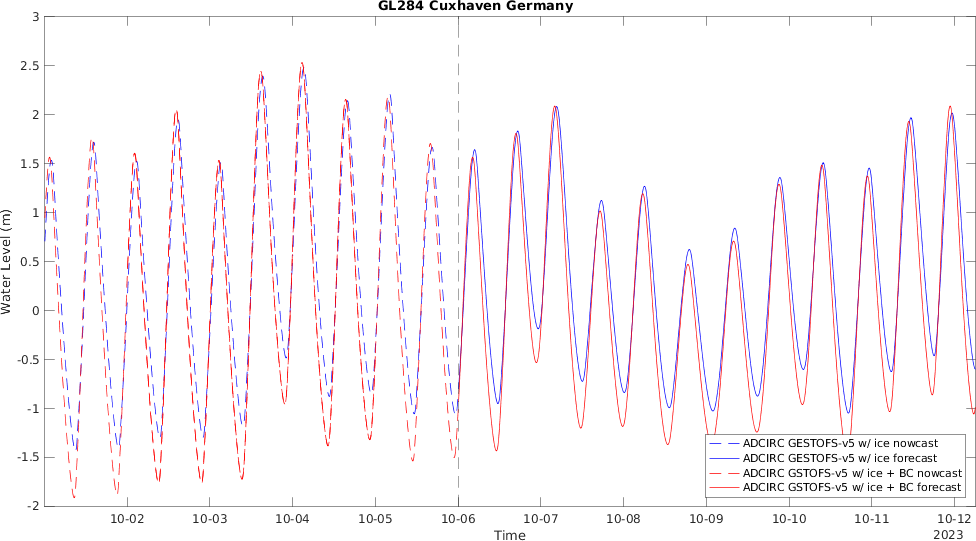 GL284 Cuxhaven Germany
3
2.5
2
1.5
1
0.5
0
-0.5
-1
-1.5
-2
Water Level (m)
ADCIRC GESTOFS-v5 w/ ice nowcast
ADCIRC GESTOFS-v5 w/ ice forecast
ADCIRC GSTOFS-v5 w/ ice + BC nowcast
ADCIRC GSTOFS-v5 w/ ice + BC forecast
10-02 10-03 10-04 10-05 10-06 10-07 10-08 10-09 10-10 10-11 10-12
Time 2023